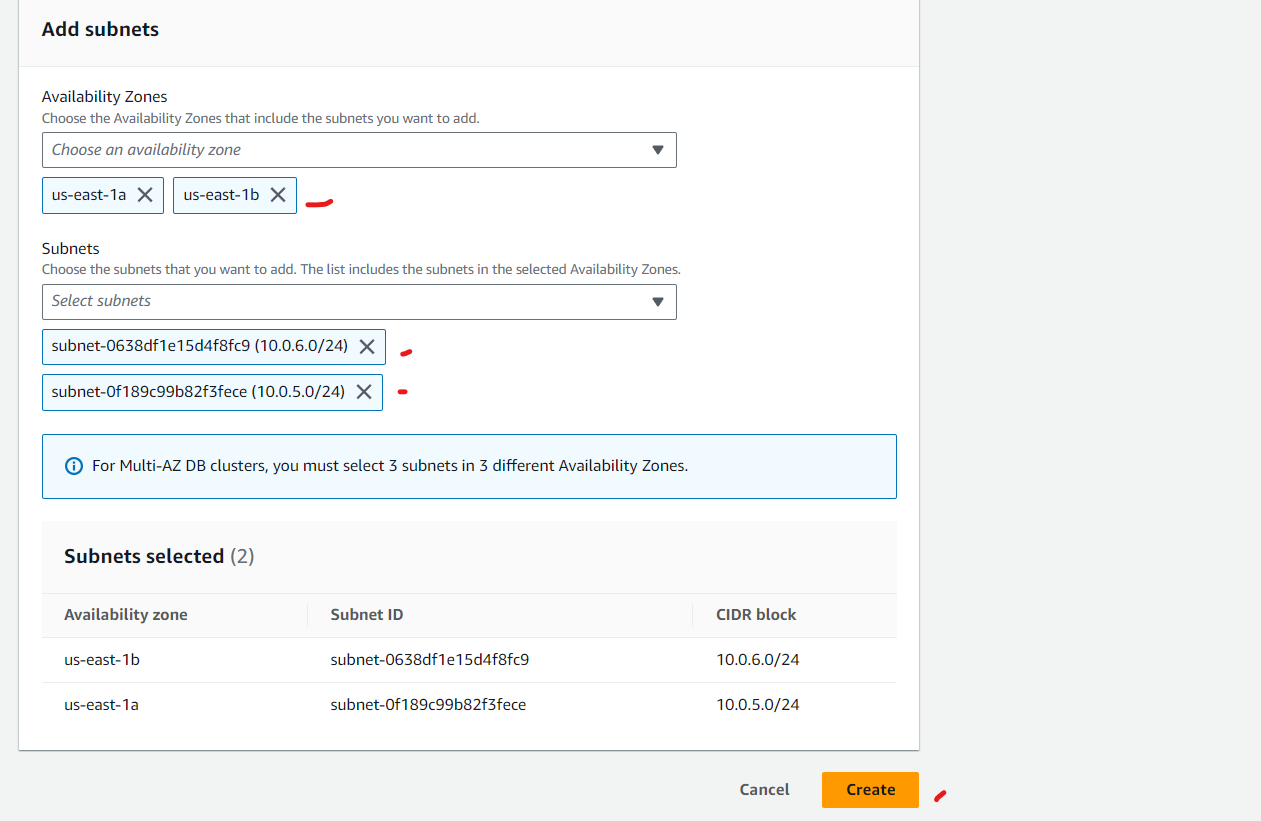 Add subnets
Availability Zones
Choose the Availability Zones that include the subnets you want to add.
Choose an availability zone
us-east-1a us-east-1b
Subnets
Choose the subnets that you want to add. The list includes the subnets in the selected Availability Zones.
Select subnets
subnet-0638df1e15d4f8fc9 (10.0.6.0/24)
subnet-0f189c99b82f3fece (10.0.5.0/24)
For Multi-AZ DB clusters, you must select 3 subnets in 3 different Availability Zones.
Subnets selected (2)
Availability zone Subnet ID CIDR block
us-east-1b subnet-0638df1e15d4f8fc9 10.0.6.0/24
us-east-1a subnet-0f189c99b82f3fece 10.0.5.0/24
Cancel Create